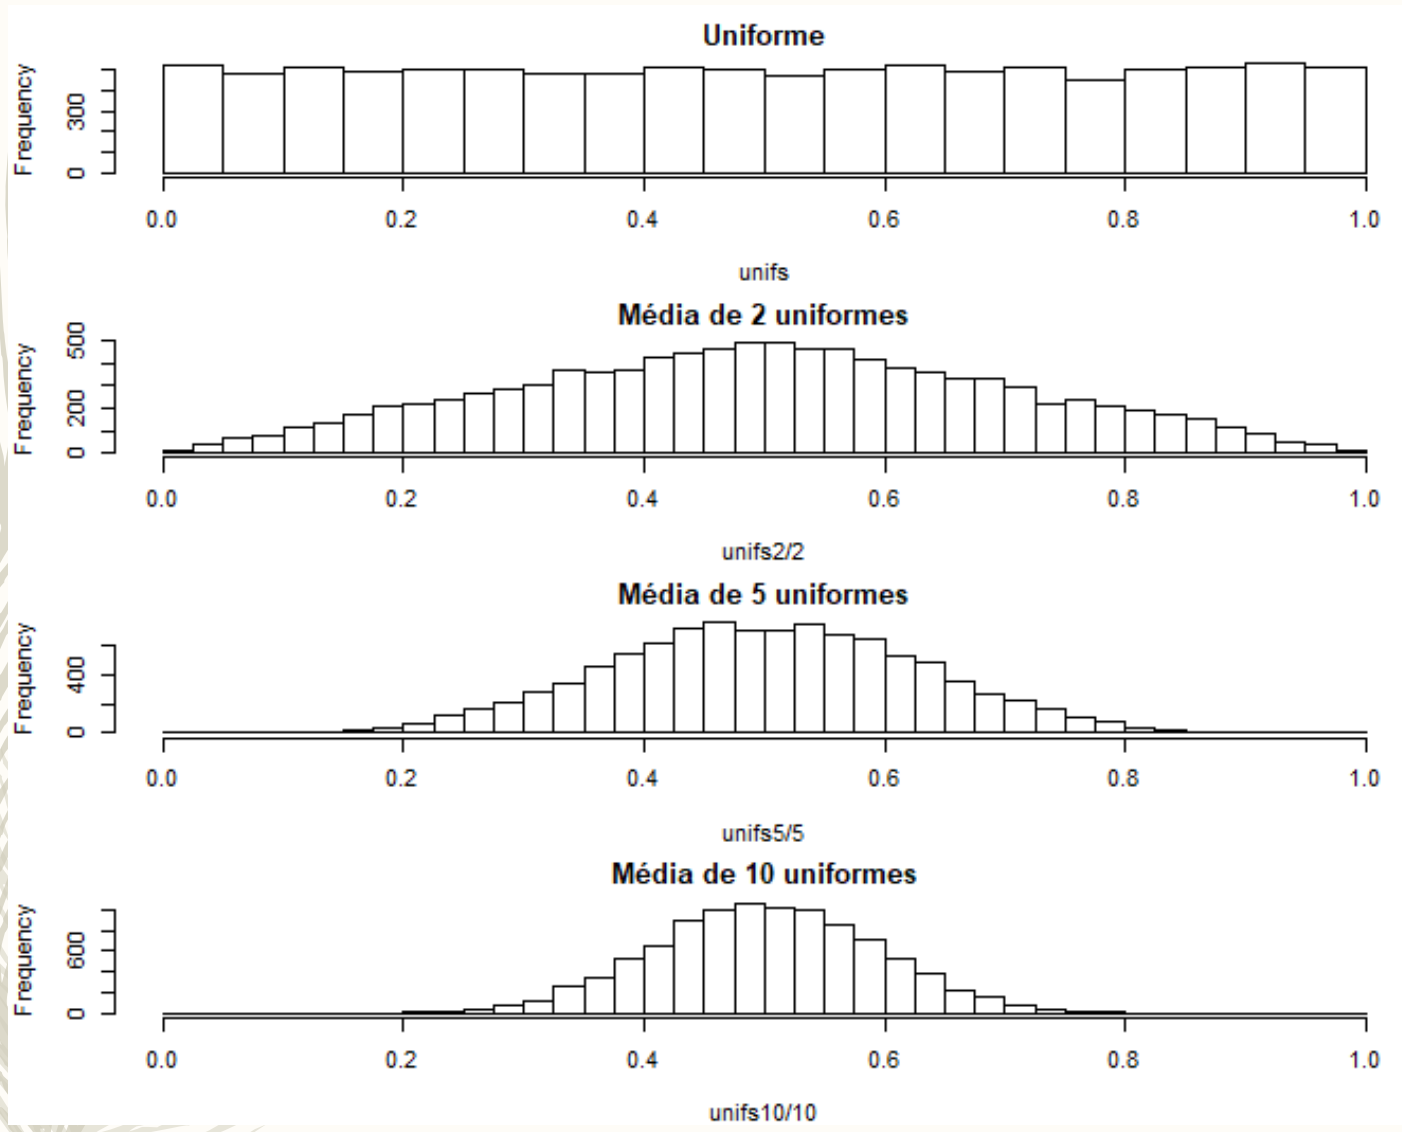 Uniforme
Frequency
300
0
0.0 0.2 0.4 0.6 0.8 1.0
unifs
Média de 2 uniformes
Frequency
500
200
0
0.0 0.2 0.4 0.6 0.8 1.0
unifs2/2
Média de 5 uniformes
Frequency
400
0
0.0 0.2 0.4 0.6 0.8 1.0
unifs5/5
Média de 10 uniformes
Frequency
600
0
0.0 0.2 0.4 0.6 0.8 1.0
unifs10/10